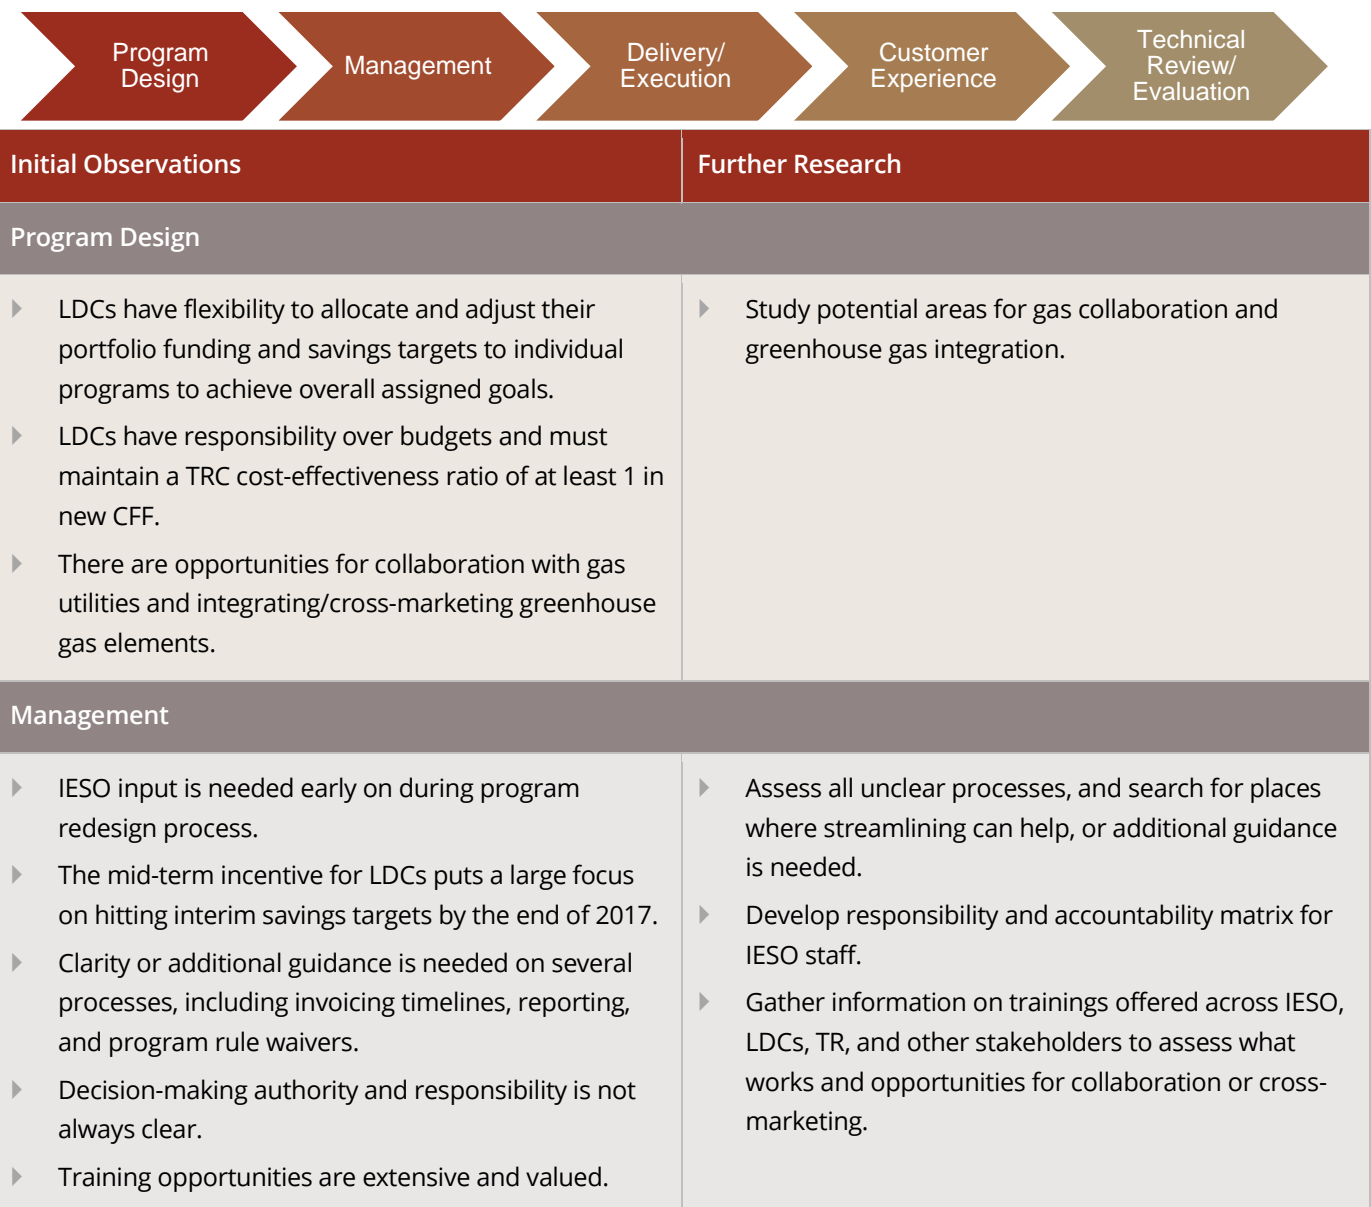 Program
Design
Management
Delivery/
Execution
Customer
Experience
Technical
Review/
Evaluation
Initial Observations
Further Research
Program Design
LDCs have flexibility to allocate and adjust their
portfolio funding and savings targets to individual
programs to achieve overall assigned goals.
LDCs have responsibility over budgets and must
maintain a TRC cost-effectiveness ratio of at least 1 in
new CFF.
There are opportunities for collaboration with gas
utilities and integrating/cross-marketing greenhouse
gas elements.
Study potential areas for gas collaboration and
greenhouse gas integration.
Management
IESO input is needed early on during program
redesign process.
The mid-term incentive for LDCs puts a large focus
on hitting interim savings targets by the end of 2017.
Clarity or additional guidance is needed on several
processes, including invoicing timelines, reporting,
and program rule waivers.
Decision-making authority and responsibility is not
always clear.
Training opportunities are extensive and valued.
Assess all unclear processes, and search for places
where streamlining can help, or additional guidance
is needed.
Develop responsibility and accountability matrix for
IESO staff.
Gather information on trainings offered across IESO,
LDCs, TR, and other stakeholders to assess what
works and opportunities for collaboration or cross-
marketing.